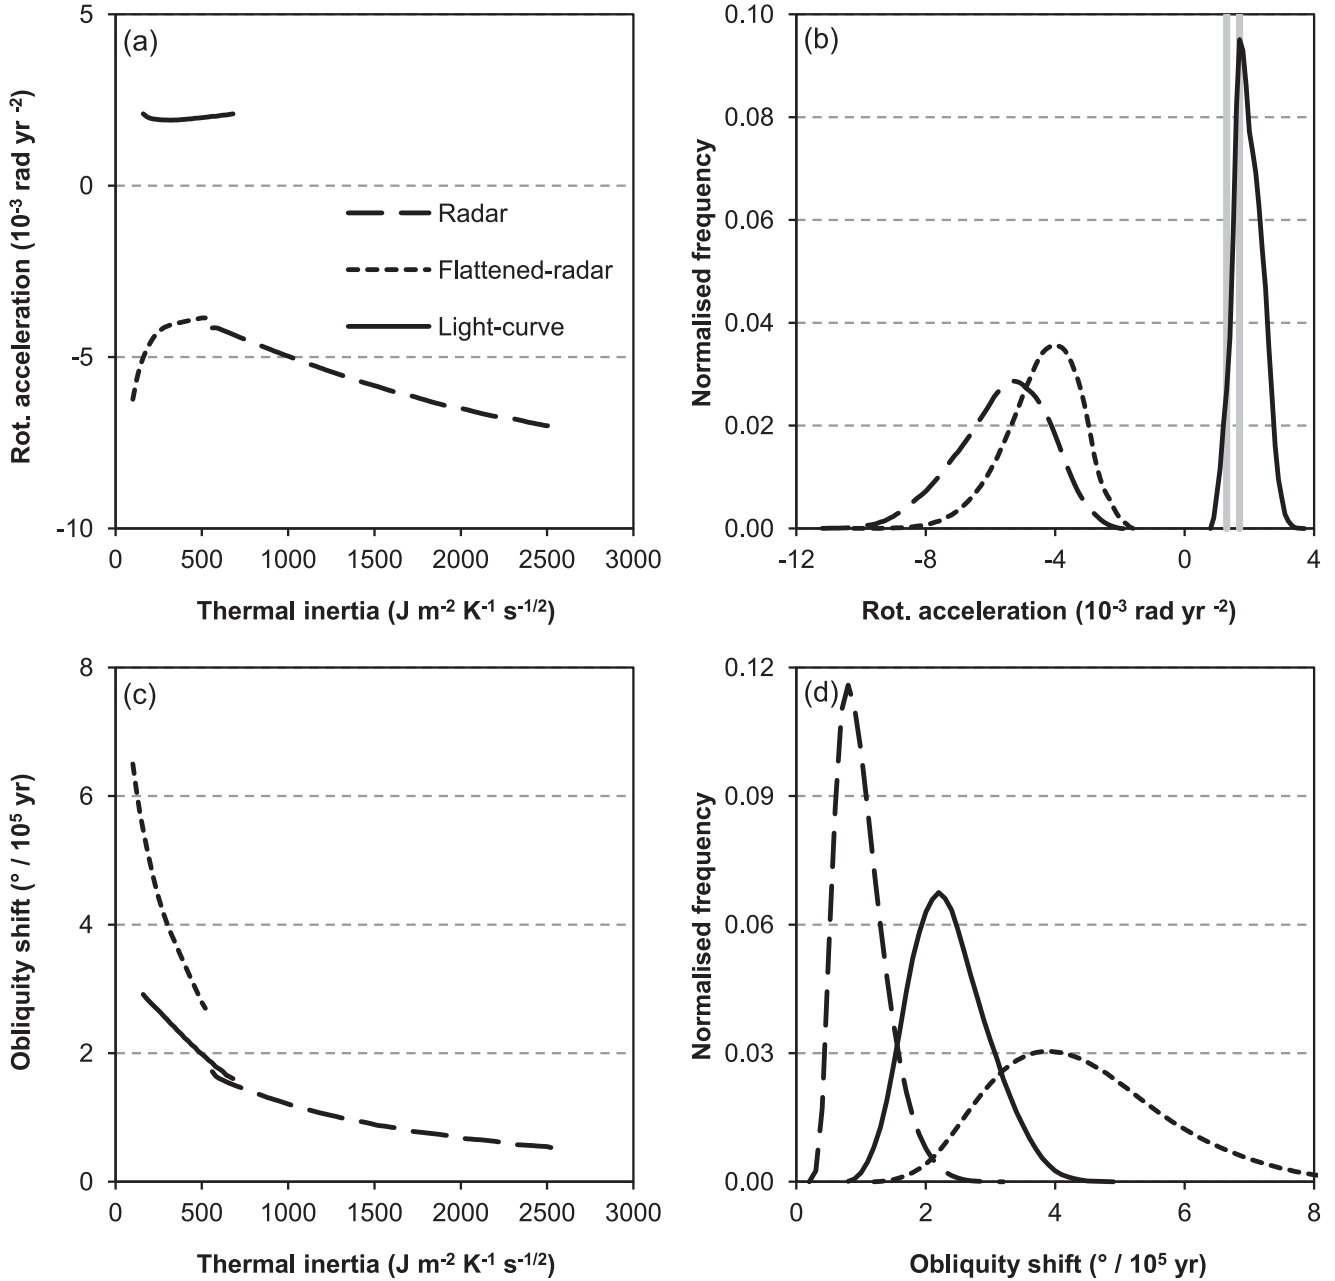 (a)
5
0
-5
-10
Rot. acceleration (10⁻³ rad yr ⁻²)
Radar
Flattened-radar
Light-curve
0 500 1000 1500 2000 2500 3000
Thermal inertia (J m⁻² K⁻¹ s⁻¹/²)
(b)
0.10
0.08
0.06
0.04
0.02
0.00
Normalised frequency
-12 -8 -4 0 4
Rot. acceleration (10⁻³ rad yr ⁻²)
(c)
8
6
4
2
0
Obliquity shift (° / 10⁵ yr)
0 500 1000 1500 2000 2500 3000
Thermal inertia (J m⁻² K⁻¹ s⁻¹/²)
(d)
0.12
0.09
0.06
0.03
0.00
Normalised frequency
0 2 4 6 8
Obliquity shift (° / 10⁵ yr)